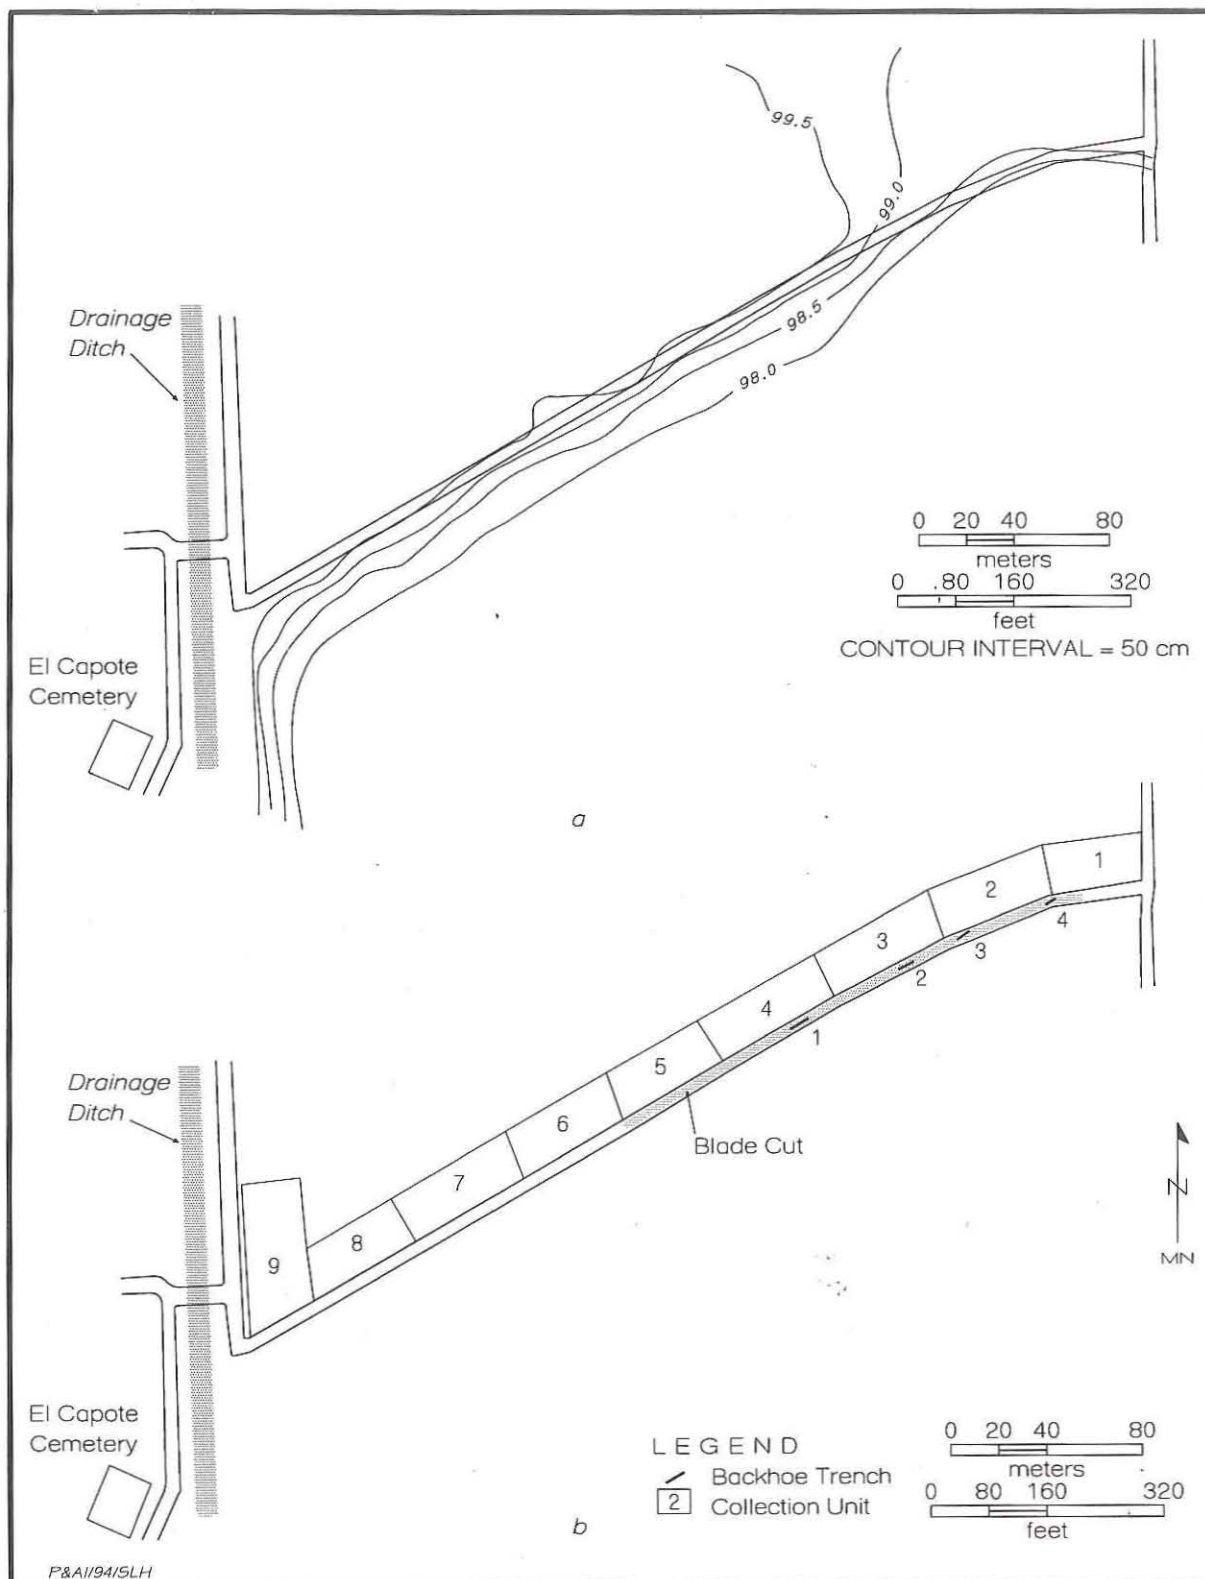 99.5
99.0
98.5
98.0
Drainage
Ditch
0 20 40 80
meters
0 80 160 320
feet
CONTOUR INTERVAL = 50 cm
El Capote
Cemetery
a
1
2
3
4
4
3
2
1
5
6
7
8
9
Drainage
Ditch
Blade Cut
N
MN
El Capote
Cemetery
LEGEND
Backhoe Trench
2 Collection Unit
0 20 40 80
meters
0 80 160 320
feet
b
P&AI/94/SLH